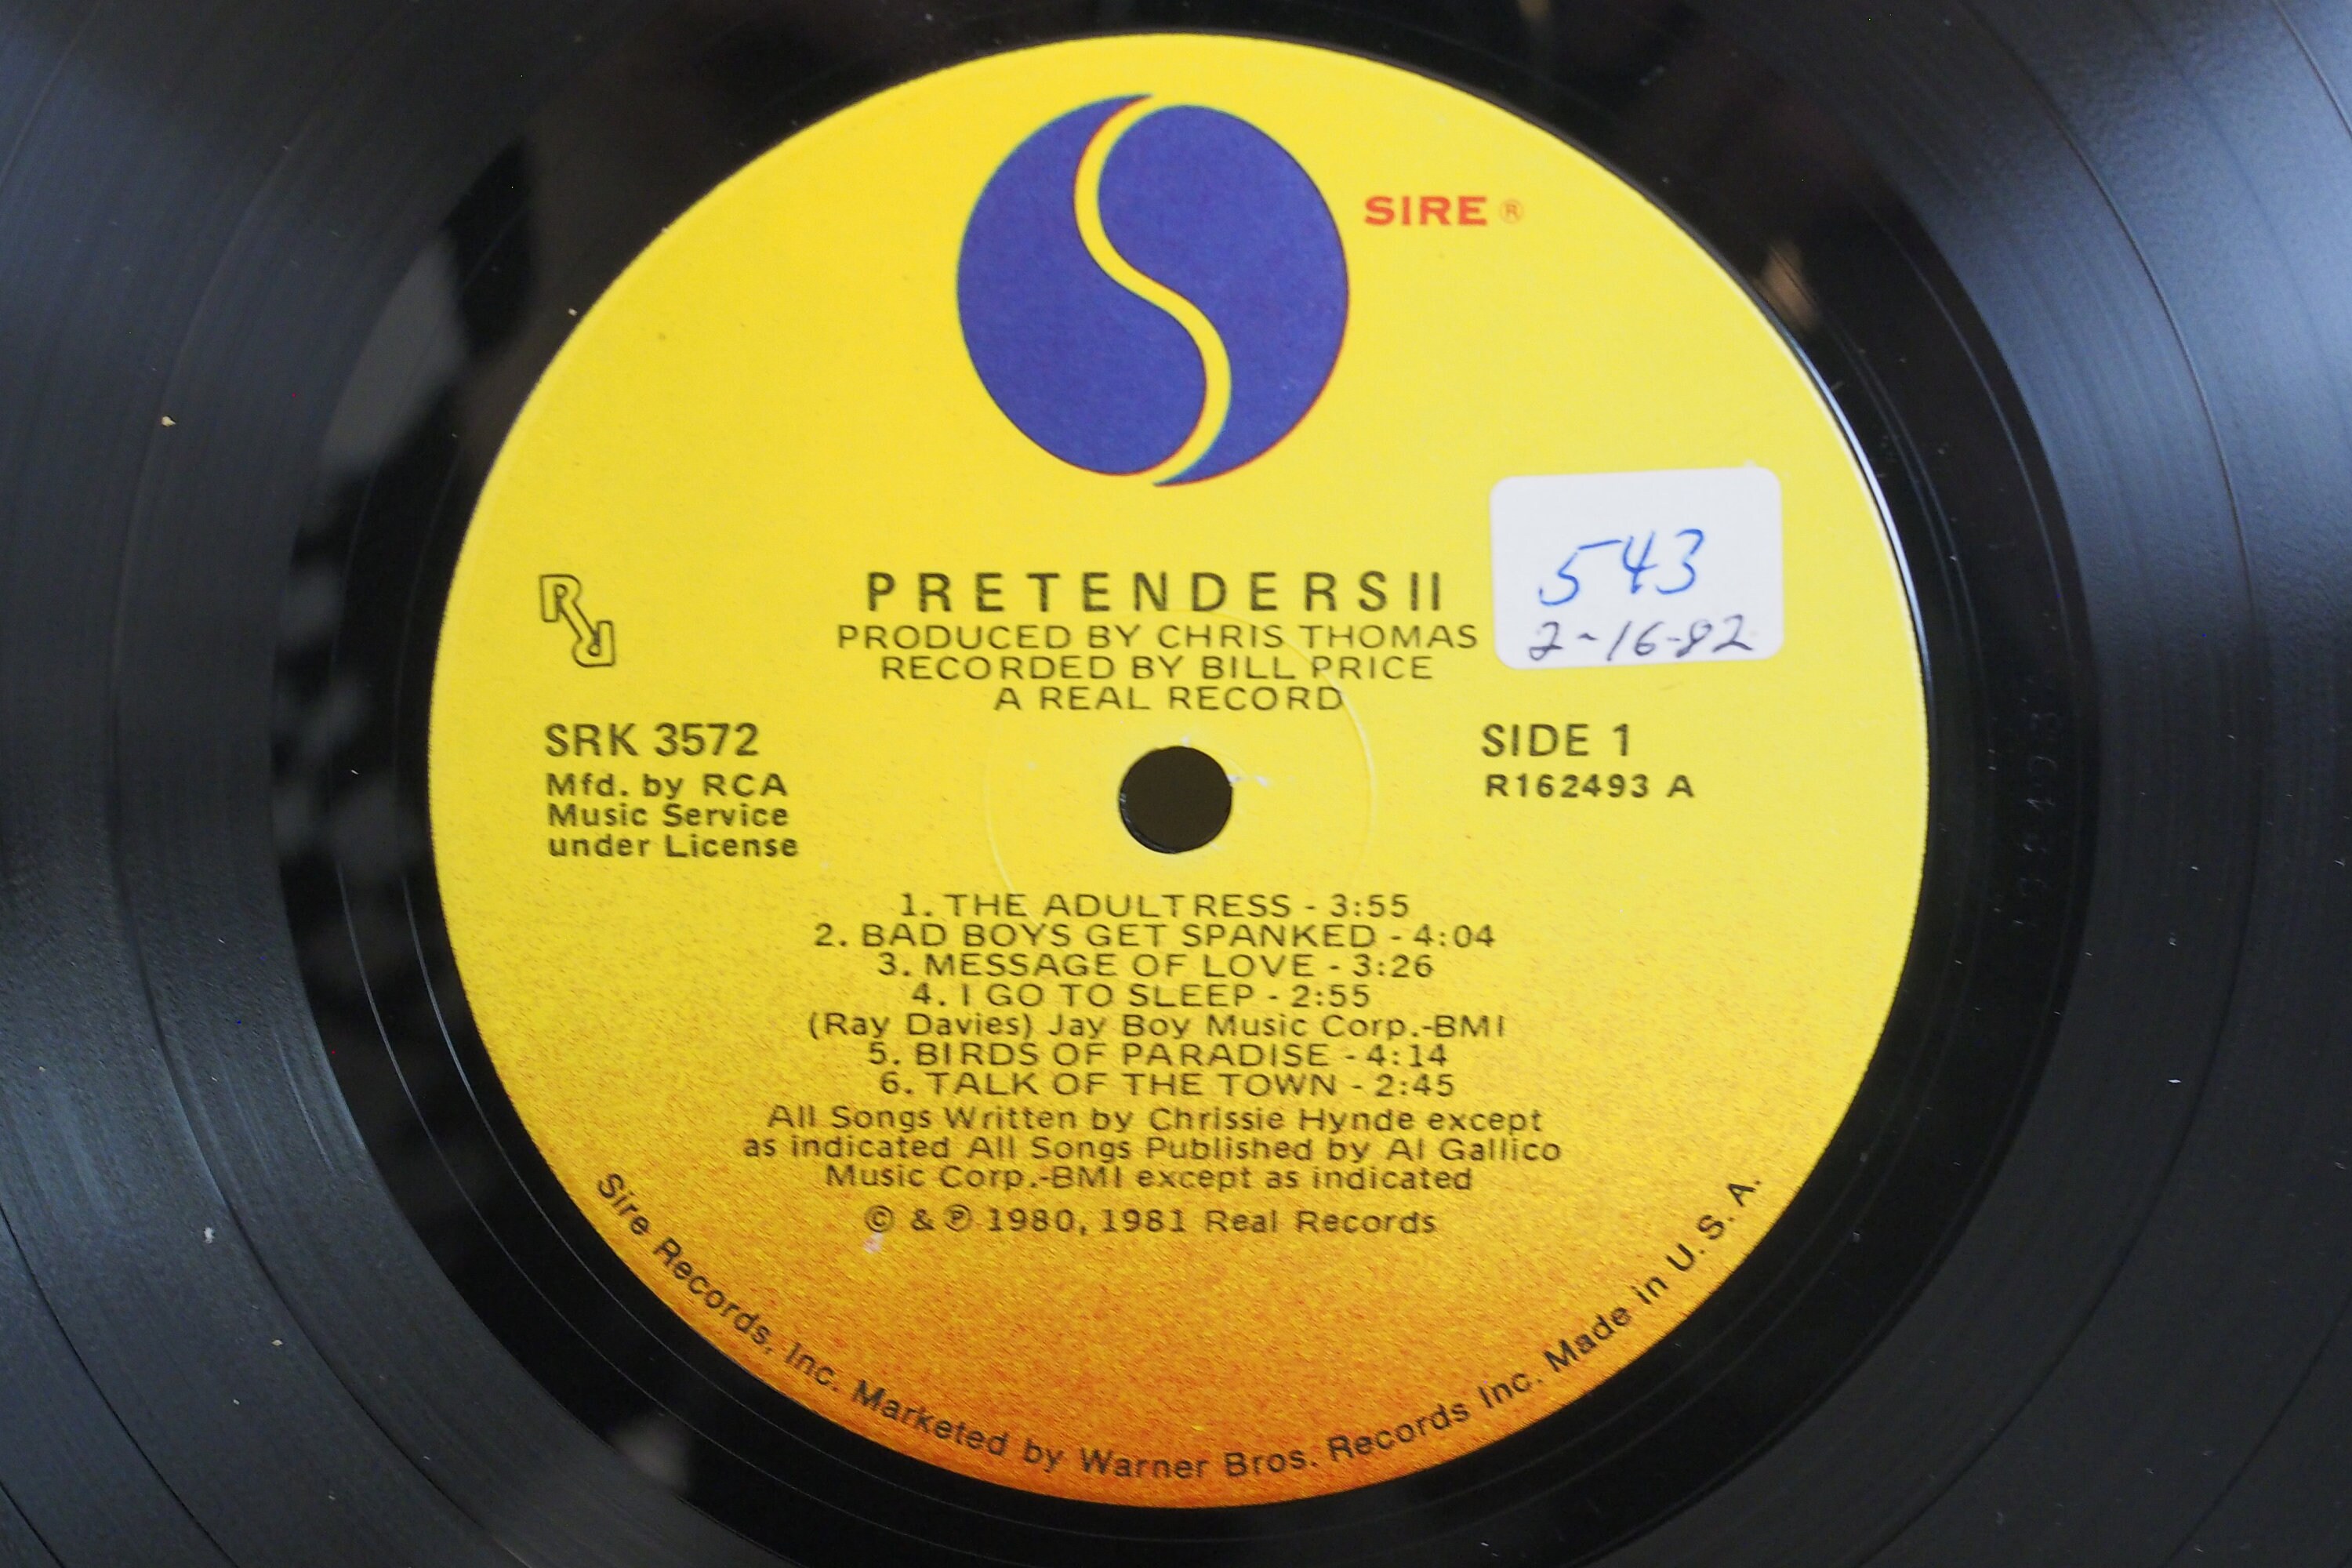 SIRE ®
543
2-16-82
PRETENDERS II
PRODUCED BY CHRIS THOMAS
RECORDED BY BILL PRICE
A REAL RECORD
SRK 3572
Mfd. by RCA
Music Service
under License
SIDE 1
R162493 A
1. THE ADULTRESS - 3:55
2. BAD BOYS GET SPANKED - 4:04
3. MESSAGE OF LOVE - 3:26
4. I GO TO SLEEP - 2:55
(Ray Davies) Jay Boy Music Corp.-BMI
5. BIRDS OF PARADISE - 4:14
6. TALK OF THE TOWN - 2:45
All Songs Written by Chrissie Hynde except
as indicated All Songs Published by Al Gallico
Music Corp.-BMI except as indicated
© & ℗ 1980, 1981 Real Records
Sire Records, Inc. Marketed by Warner Bros. Records Inc. Made in U.S.A.